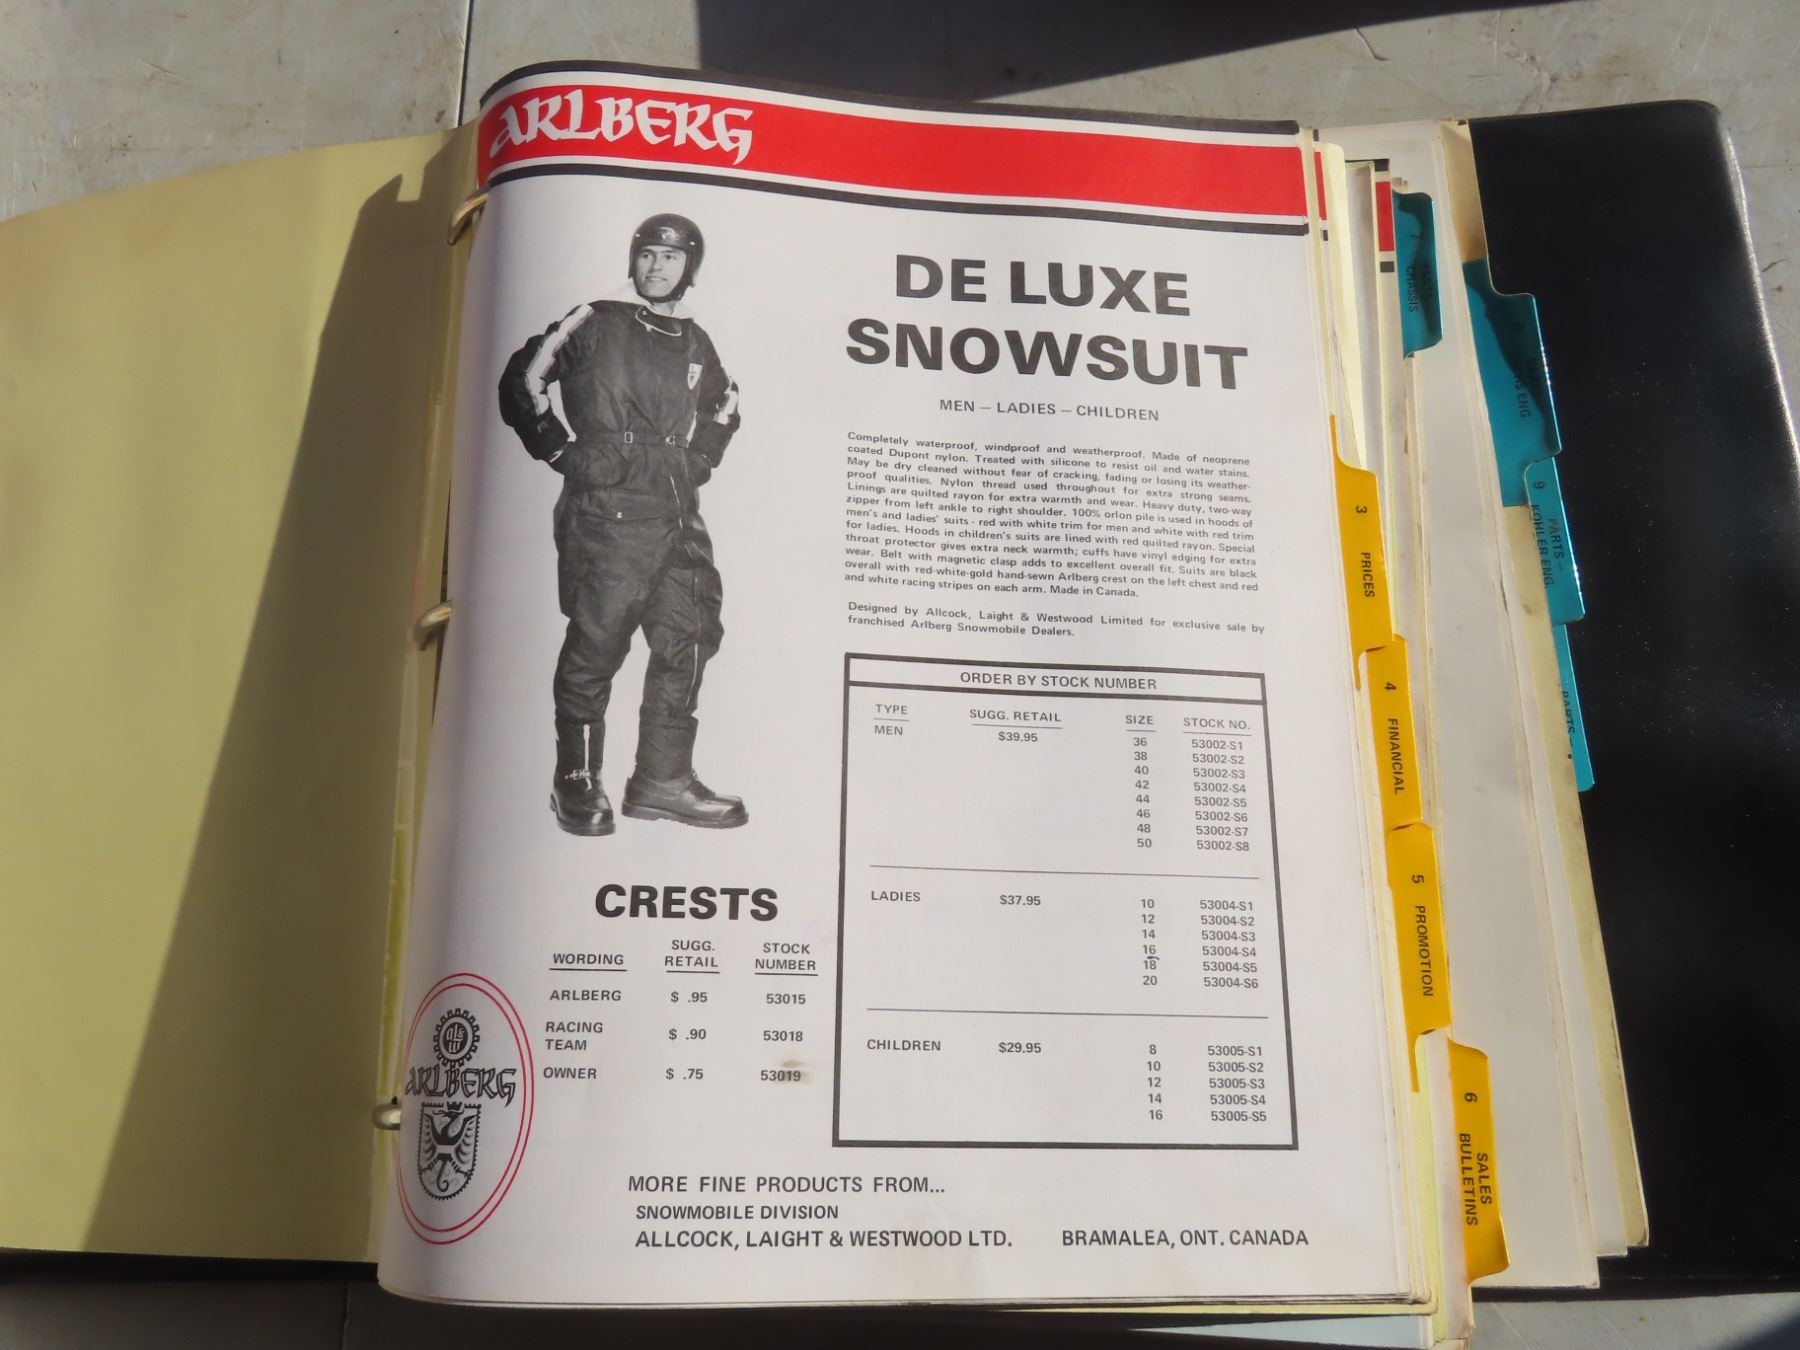 ARLBERG
DE LUXE
SNOWSUIT
MEN – LADIES – CHILDREN
Completely waterproof, windproof and weatherproof. Made of neoprene
coated Dupont nylon. Treated with silicone to resist oil and water stains.
May be dry cleaned without fear of cracking, fading or losing its weather-
proof qualities. Nylon thread used throughout for extra strong seams.
Linings are quilted rayon for extra warmth and wear. Heavy duty, two-way
zipper from left ankle to right shoulder. 100% orlon pile is used in hoods of
men's and ladies' suits - red with white trim for men and white with red trim
for ladies. Hoods in children's suits are lined with red quilted rayon. Special
throat protector gives extra neck warmth; cuffs have vinyl edging for extra
wear. Belt with magnetic clasp adds to excellent overall fit. Suits are black
overall with red-white-gold hand-sewn Arlberg crest on the left chest and red
and white racing stripes on each arm. Made in Canada.
Designed by Allcock, Laight & Westwood Limited for exclusive sale by
franchised Arlberg Snowmobile Dealers.
ORDER BY STOCK NUMBER
TYPE SUGG. RETAIL SIZE STOCK NO.
MEN $39.95 36 53002-S1
38 53002-S2
40 53002-S3
42 53002-S4
44 53002-S5
46 53002-S6
48 53002-S7
50 53002-S8
LADIES $37.95 10 53004-S1
12 53004-S2
14 53004-S3
16 53004-S4
18 53004-S5
20 53004-S6
CHILDREN $29.95 8 53005-S1
10 53005-S2
12 53005-S3
14 53005-S4
16 53005-S5
CRESTS
WORDING SUGG. RETAIL STOCK NUMBER
ARLBERG $ .95 53015
RACING TEAM $ .90 53018
OWNER $ .75 53019
ARLBERG
MORE FINE PRODUCTS FROM...
SNOWMOBILE DIVISION
ALLCOCK, LAIGHT & WESTWOOD LTD. BRAMALEA, ONT. CANADA
3 PRICES
4 FINANCIAL
5 PROMOTION
6 SALES
BULLETINS
7 PARTS
CHASSIS
8
ENG
9 PARTS –
KOHLER ENG.
PARTS –